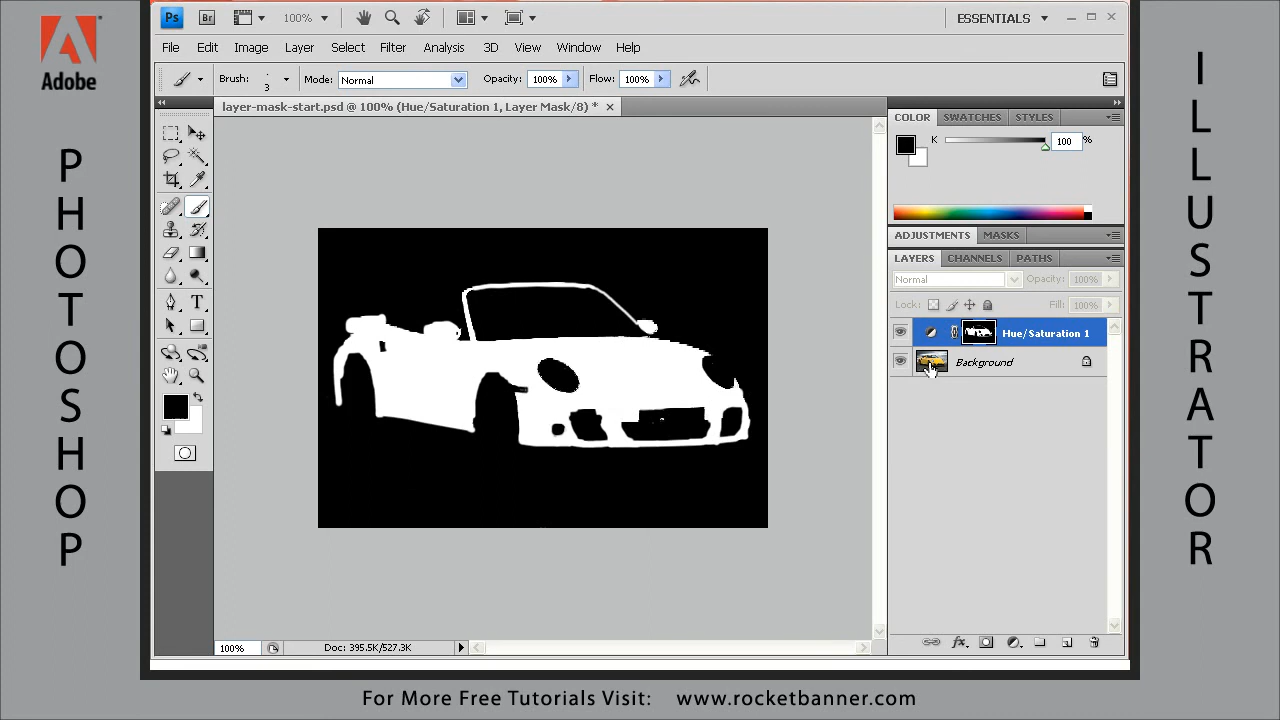 Adobe
PHOTOSHOP
ILLUSTRATOR
Ps Br 100% ESSENTIALS
File Edit Image Layer Select Filter Analysis 3D View Window Help
Brush: 3 Mode: Normal Opacity: 100% Flow: 100%
layer-mask-start.psd @ 100% (Hue/Saturation 1, Layer Mask/8) *
COLOR SWATCHES STYLES
K 100 %
ADJUSTMENTS MASKS
LAYERS CHANNELS PATHS
Normal Opacity: 100%
Lock: Fill: 100%
Hue/Saturation 1
Background
T
fx
100% Doc: 395.5K/527.3K
For More Free Tutorials Visit: www.rocketbanner.com